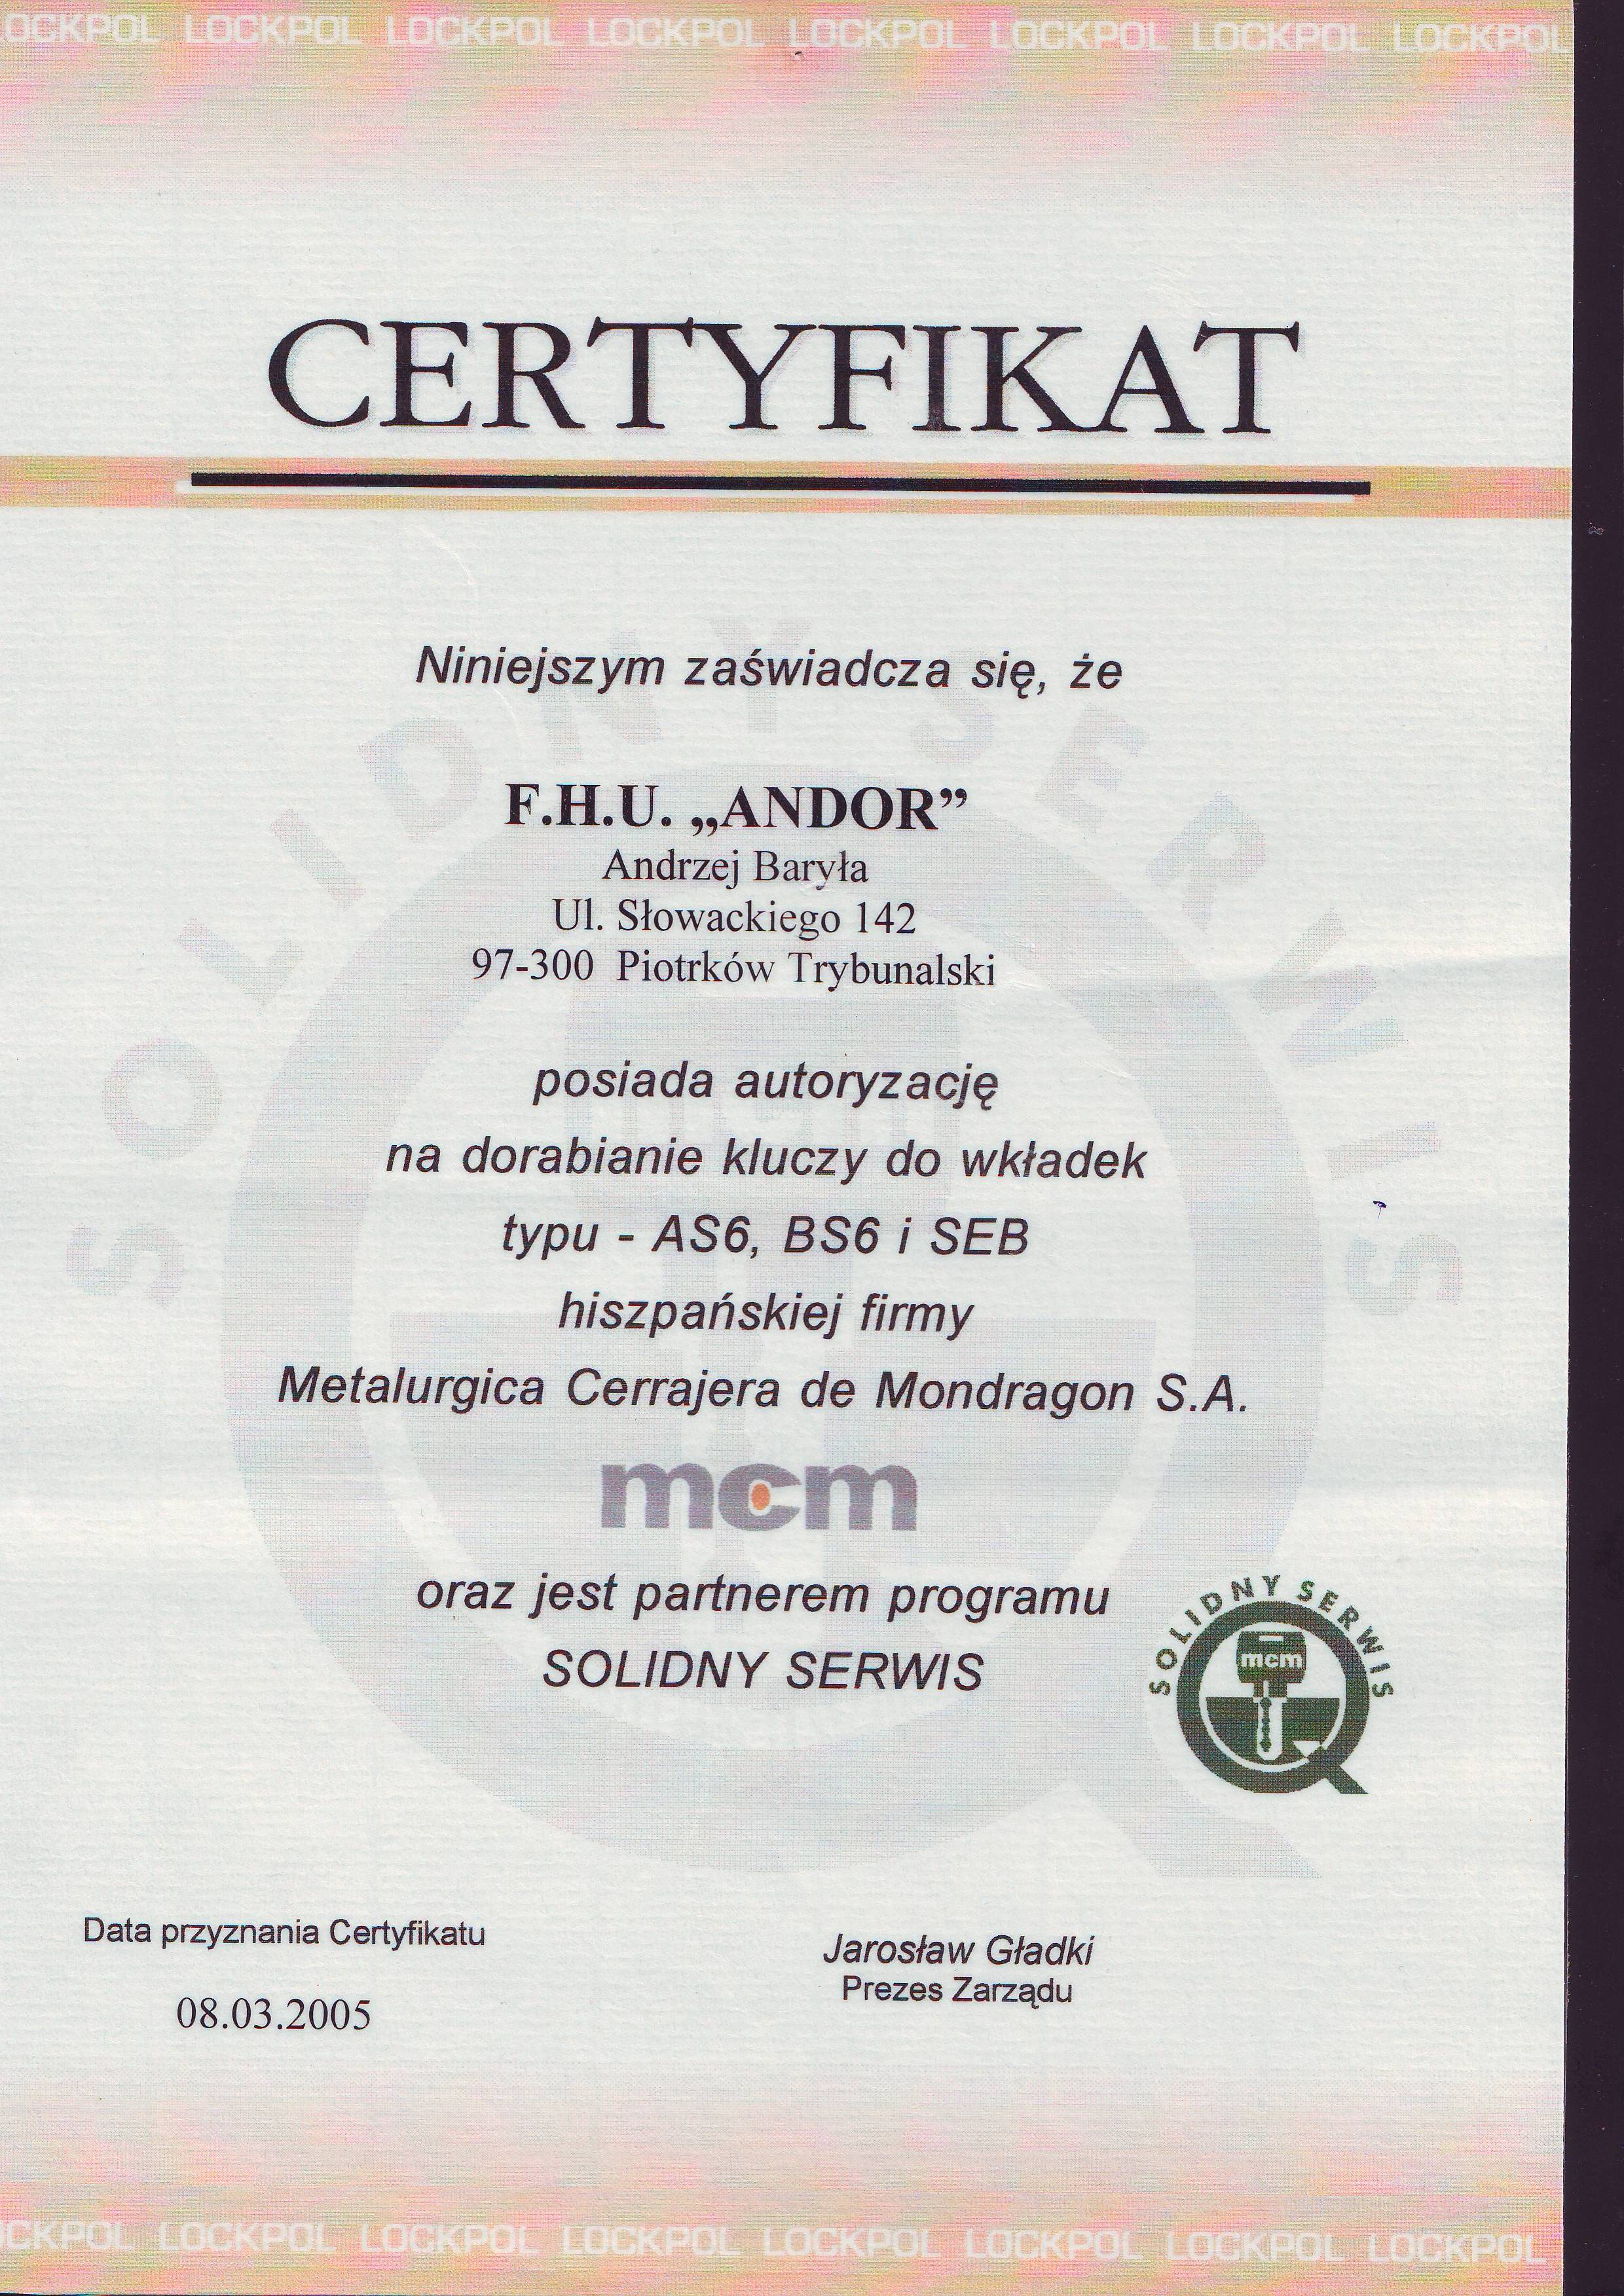 LOCKPOL LOCKPOL LOCKPOL LOCKPOL LOCKPOL LOCKPOL LOCKPOL
CERTYFIKAT
Niniejszym zaświadcza się, że
F.H.U. „ANDOR”
Andrzej Baryła
Ul. Słowackiego 142
97-300 Piotrków Trybunalski
posiada autoryzację
na dorabianie kluczy do wkładek
typu - AS6, BS6 i SEB
hiszpańskiej firmy
Metalurgica Cerrajera de Mondragon S.A.
mcm
oraz jest partnerem programu
SOLIDNY SERWIS
SOLIDNY SERWIS
mcm
SOLIDNY SERWIS
Data przyznania Certyfikatu
08.03.2005
Jarosław Gładki
Prezes Zarządu
LOCKPOL LOCKPOL LOCKPOL LOCKPOL LOCKPOL LOCKPOL LOCKPOL